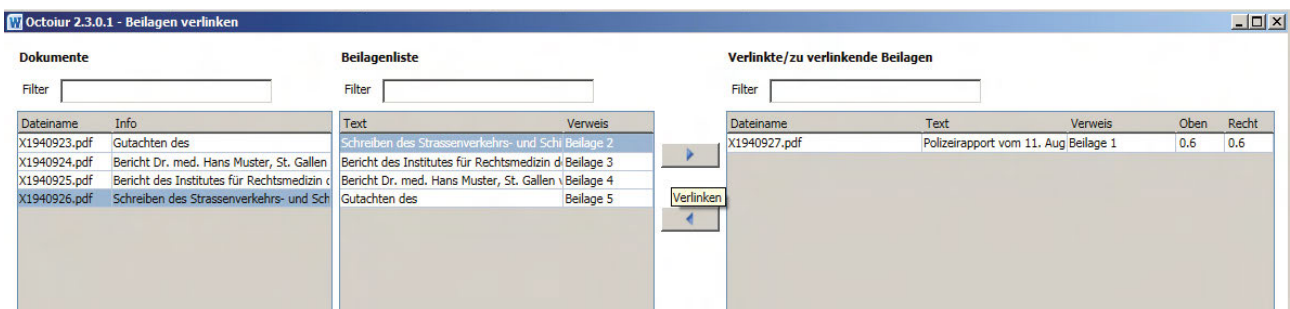 Octoiur 2.3.0.1 - Beilagen verlinken
Dokumente Beilagenliste Verlinkte/zu verlinkende Beilagen
Filter Filter Filter
Dateiname Info Text Verweis Dateiname Text Verweis Oben Recht
X1940923.pdf Gutachten des Schreiben des Strassenverkehrs- und Schi Beilage 2 X1940927.pdf Polizeirapport vom 11. Aug Beilage 1 0.6 0.6
X1940924.pdf Bericht Dr. med. Hans Muster, St. Gallen Bericht des Institutes für Rechtsmedizin d Beilage 3
X1940925.pdf Bericht des Institutes für Rechtsmedizin Bericht Dr. med. Hans Muster, St. Gallen Beilage 4
X1940926.pdf Schreiben des Strassenverkehrs- und Sch Gutachten des Beilage 5
Verlinken